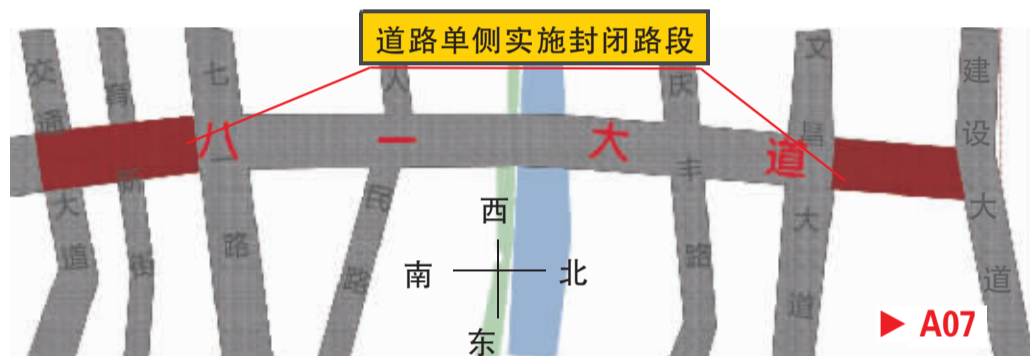 道路单侧实施封闭路段
交通大道
育新街
七一路
人民路
庆丰路
文昌大道
建设大道
八一大道
西
南
北
东
A07